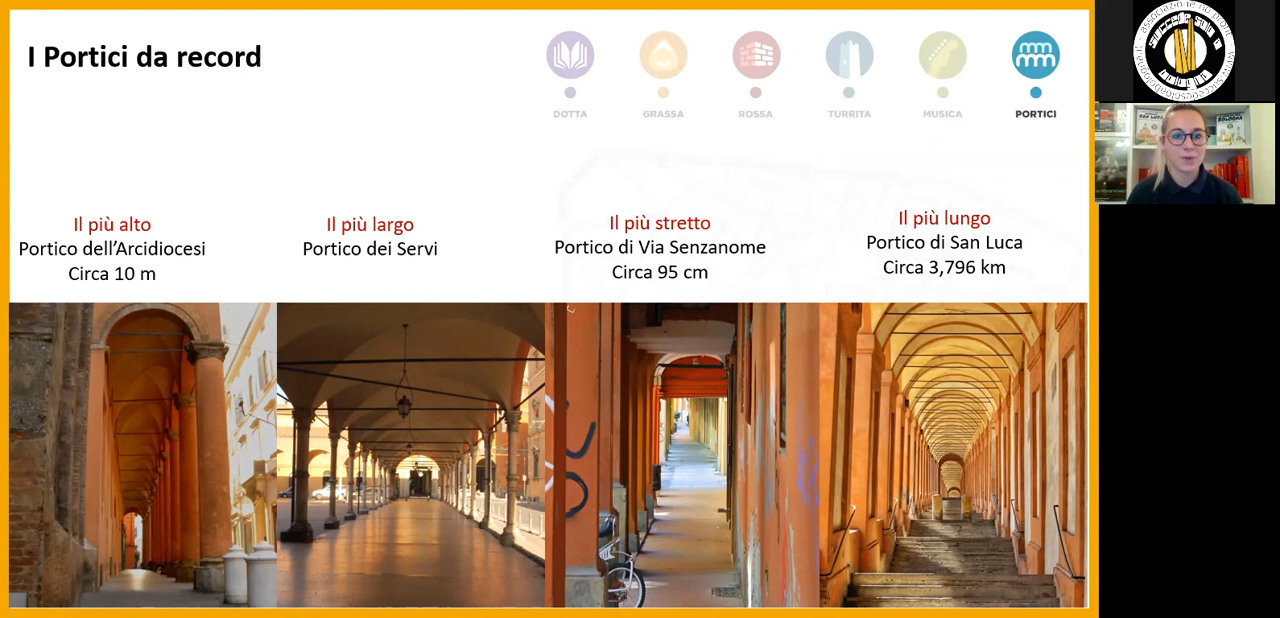 I Portici da record
DOTTA
GRASSA
ROSSA
TURRITA
MUSICA
PORTICI
Il più alto
Portico dell'Arcidiocesi
Circa 10 m
Il più largo
Portico dei Servi
Il più stretto
Portico di Via Senzanome
Circa 95 cm
Il più lungo
Portico di San Luca
Circa 3,796 km